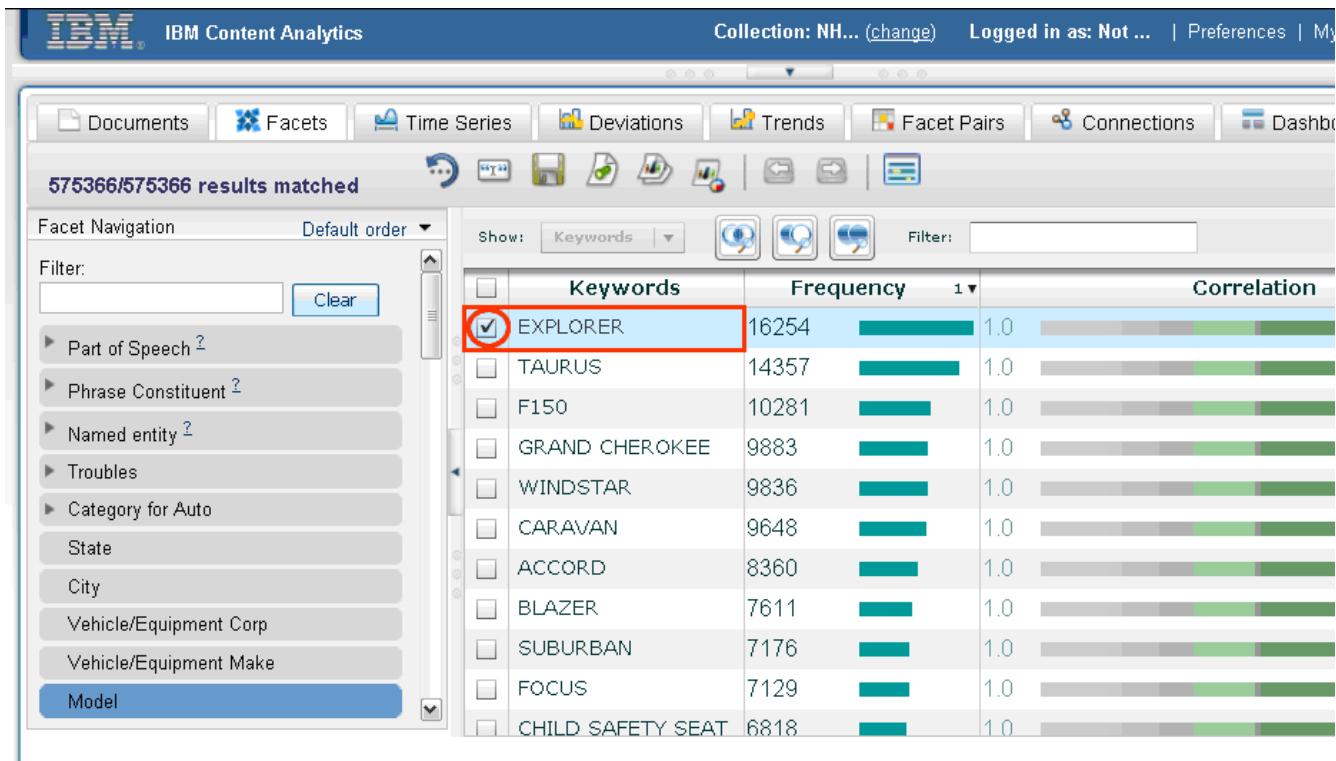 IBM IBM Content Analytics Collection: NH... (change) Logged in as: Not ... | Preferences | My
Documents Facets Time Series Deviations Trends Facet Pairs Connections Dashbo
575366/575366 results matched
Facet Navigation Default order
Filter:
Clear
Part of Speech ?
Phrase Constituent ?
Named entity ?
Troubles
Category for Auto
State
City
Vehicle/Equipment Corp
Vehicle/Equipment Make
Model
Show: Keywords Filter:
Keywords Frequency 1 Correlation
EXPLORER 16254 1.0
TAURUS 14357 1.0
F150 10281 1.0
GRAND CHEROKEE 9883 1.0
WINDSTAR 9836 1.0
CARAVAN 9648 1.0
ACCORD 8360 1.0
BLAZER 7611 1.0
SUBURBAN 7176 1.0
FOCUS 7129 1.0
CHILD SAFETY SEAT 6818 1.0